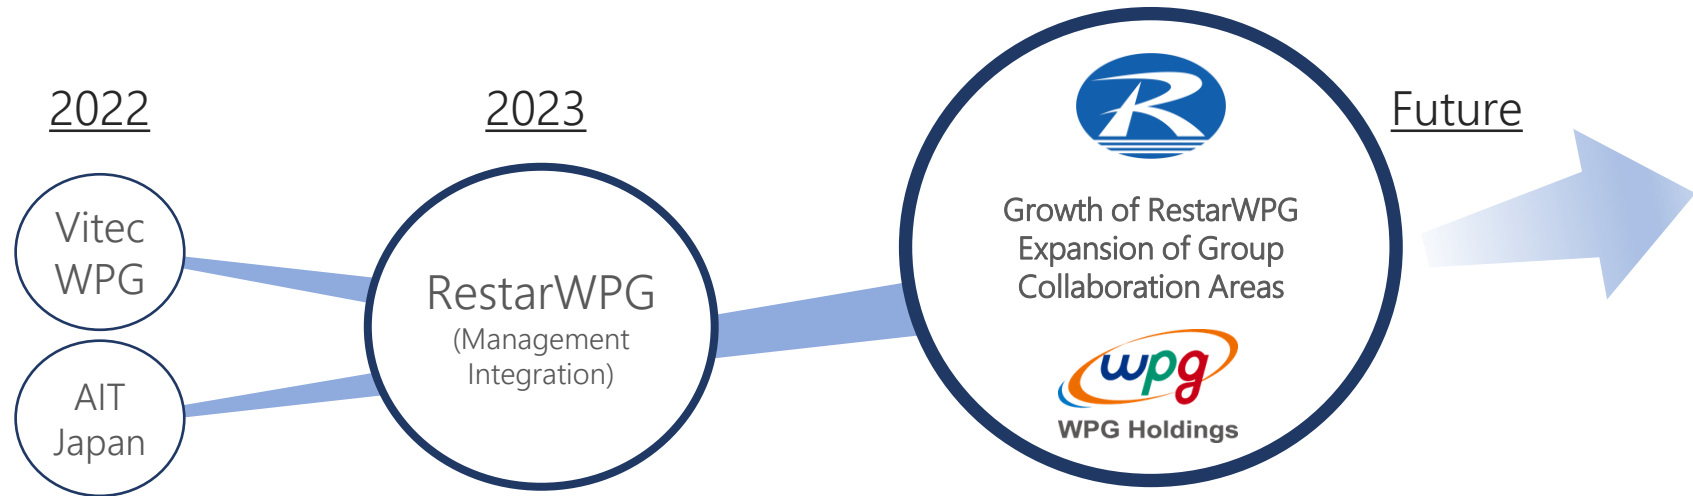 2022
Vitec
WPG
AIT
Japan
2023
RestarWPG
(Management
Integration)
R
Growth of RestarWPG
Expansion of Group
Collaboration Areas
wpg
WPG Holdings
Future